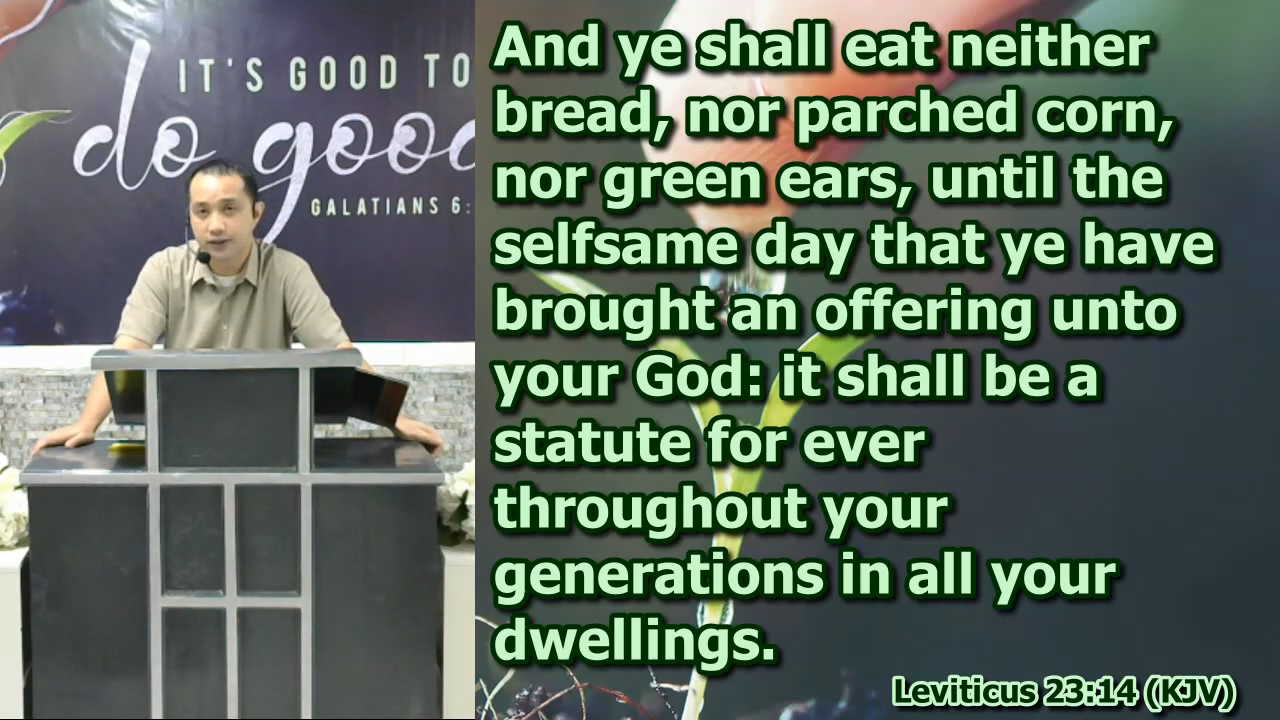 IT'S GOOD TO
do good
GALATIANS 6:
And ye shall eat neither
bread, nor parched corn,
nor green ears, until the
selfsame day that ye have
brought an offering unto
your God: it shall be a
statute for ever
throughout your
generations in all your
dwellings.
Leviticus 23:14 (KJV)